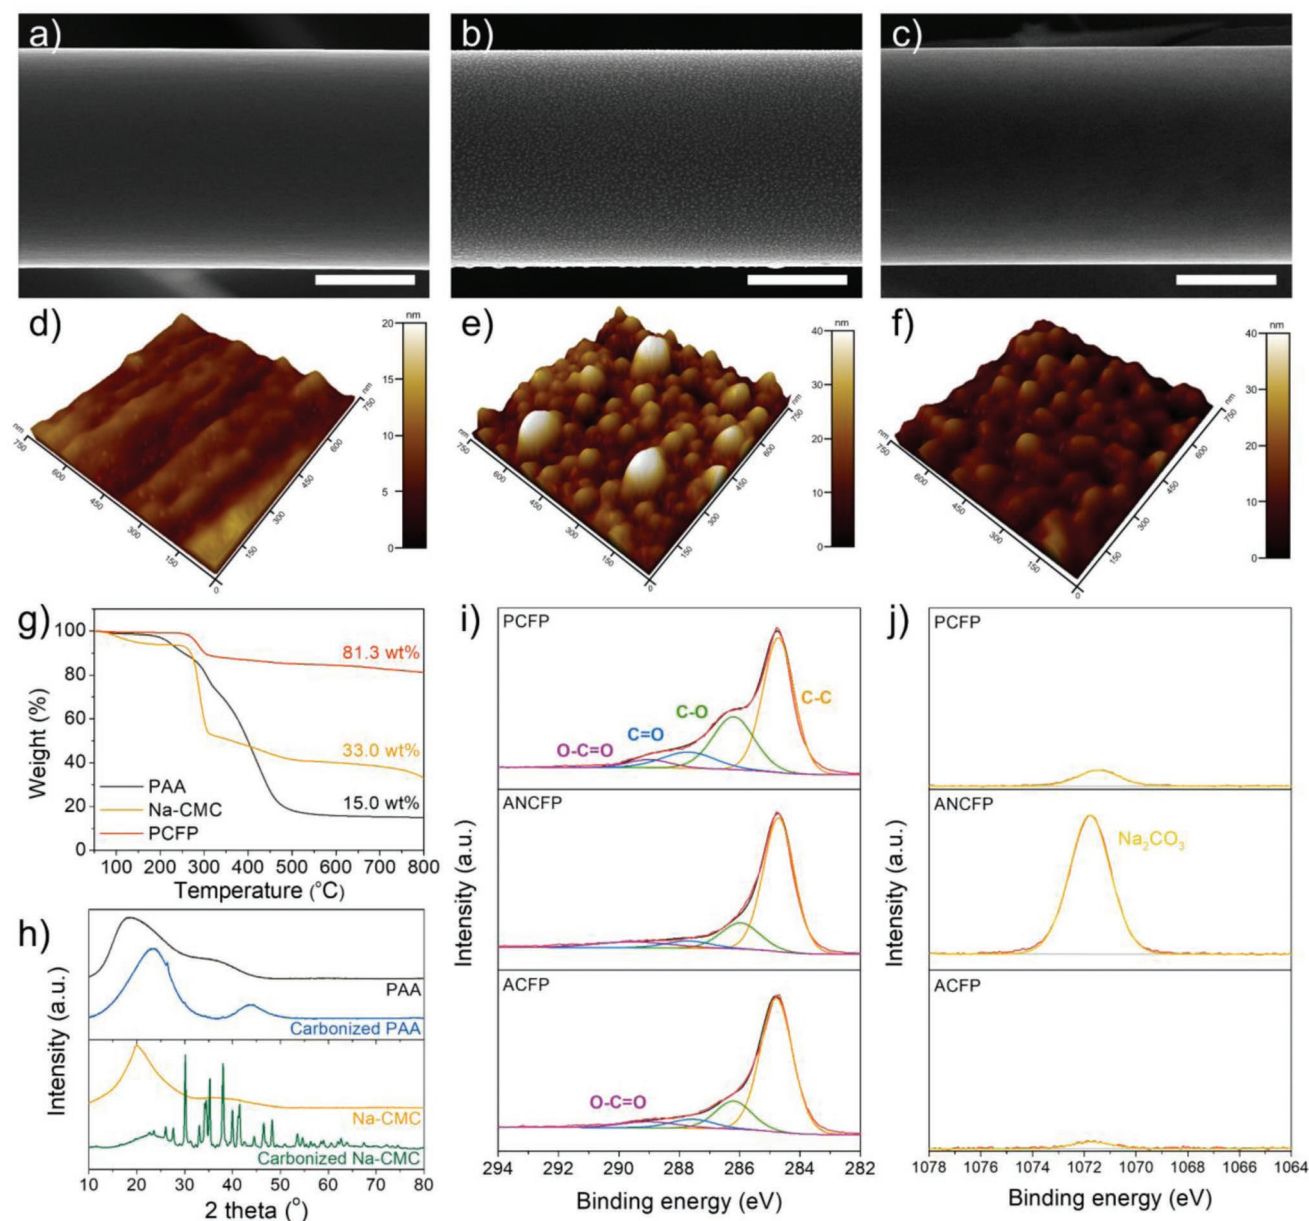 a)
b)
c)
d)
nm
20
15
10
5
0
nm
750
600
450
300
150
0
150
300
450
600
750
nm
e)
nm
40
30
20
10
0
nm
750
600
450
300
150
0
150
300
450
600
750
nm
f)
nm
40
30
20
10
0
nm
750
600
450
300
150
0
150
300
450
600
750
nm
g)
100
80
60
40
20
0
Weight (%)
81.3 wt%
33.0 wt%
15.0 wt%
PAA
Na-CMC
PCFP
100 200 300 400 500 600 700 800
Temperature (°C)
h)
PAA
Carbonized PAA
Na-CMC
Carbonized Na-CMC
Intensity (a.u.)
10 20 30 40 50 60 70 80
2 theta (°)
i)
PCFP
C-C
C-O
C=O
O-C=O
ANCFP
ACFP
O-C=O
Intensity (a.u.)
294 292 290 288 286 284 282
Binding energy (eV)
j)
PCFP
ANCFP
Na₂CO₃
ACFP
Intensity (a.u.)
1078 1076 1074 1072 1070 1068 1066 1064
Binding energy (eV)